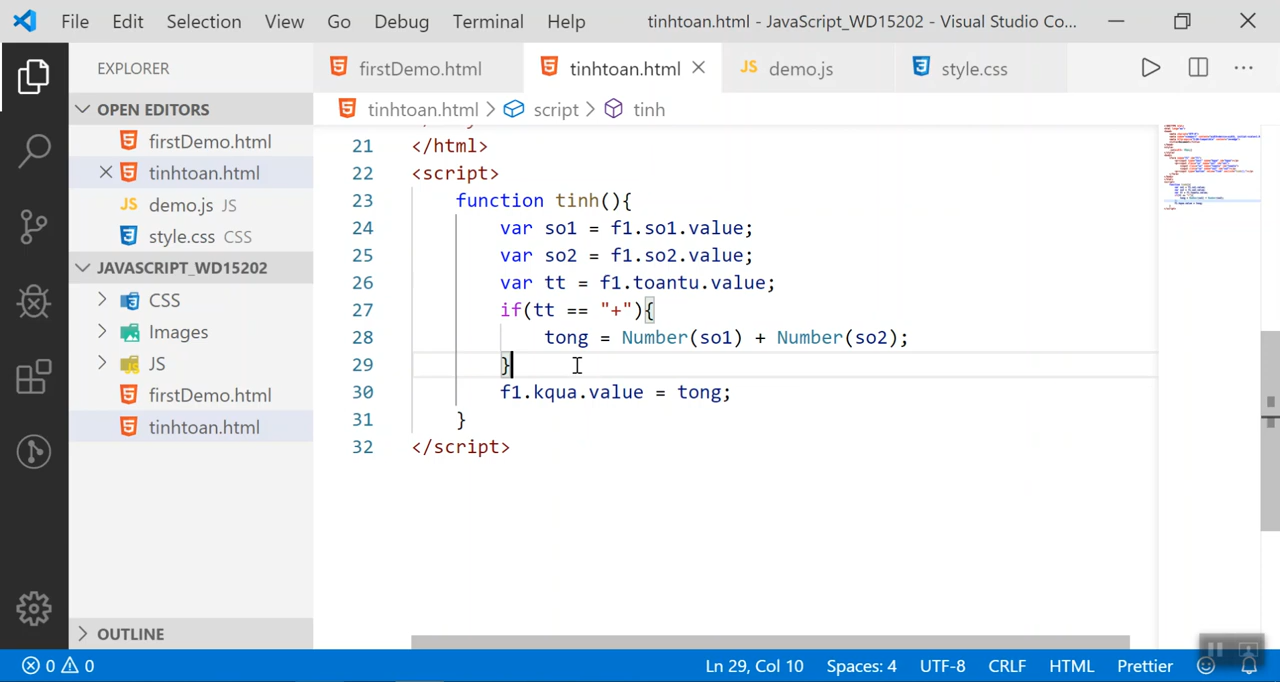 File Edit Selection View Go Debug Terminal Help tinhtoan.html - JavaScript_WD15202 - Visual Studio Co...
EXPLORER
OPEN EDITORS
firstDemo.html
tinhtoan.html
demo.js JS
style.css CSS
JAVASCRIPT_WD15202
CSS
Images
JS
firstDemo.html
tinhtoan.html
OUTLINE
firstDemo.html tinhtoan.html JS demo.js style.css
tinhtoan.html > script > tinh
21 </html>
22 <script>
23 function tinh(){
24 var so1 = f1.so1.value;
25 var so2 = f1.so2.value;
26 var tt = f1.toantu.value;
27 if(tt == "+"){
28 tong = Number(so1) + Number(so2);
29 }
30 f1.kqua.value = tong;
31 }
32 </script>
0 0 Ln 29, Col 10 Spaces: 4 UTF-8 CRLF HTML Prettier